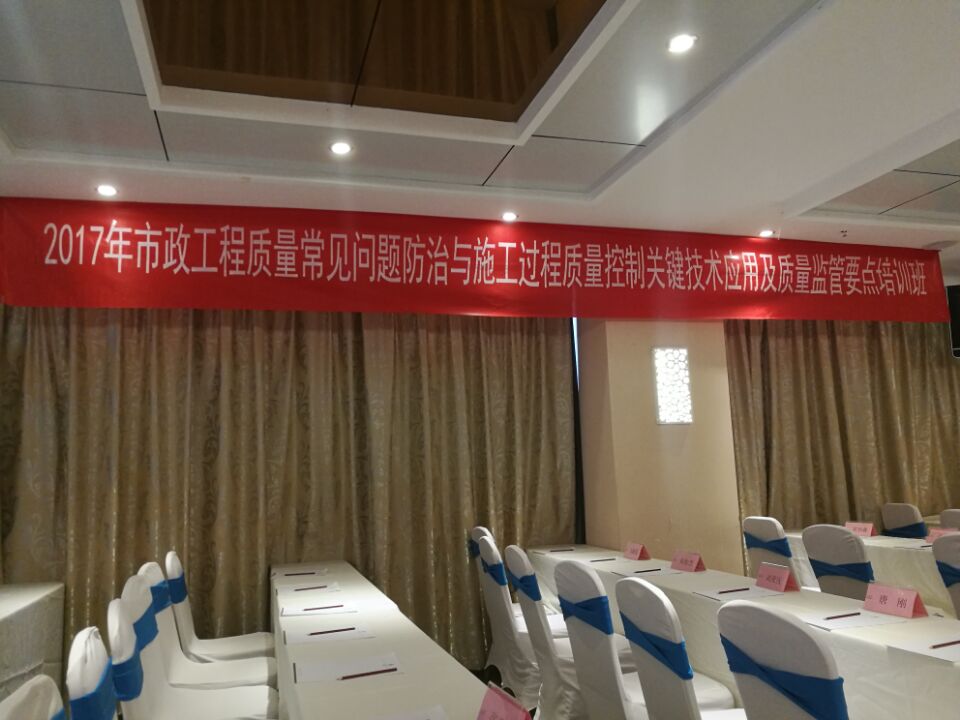 2017年市政工程质量常见问题防治与施工过程质量控制关键技术应用及质量监管要点培训班
唐 刚